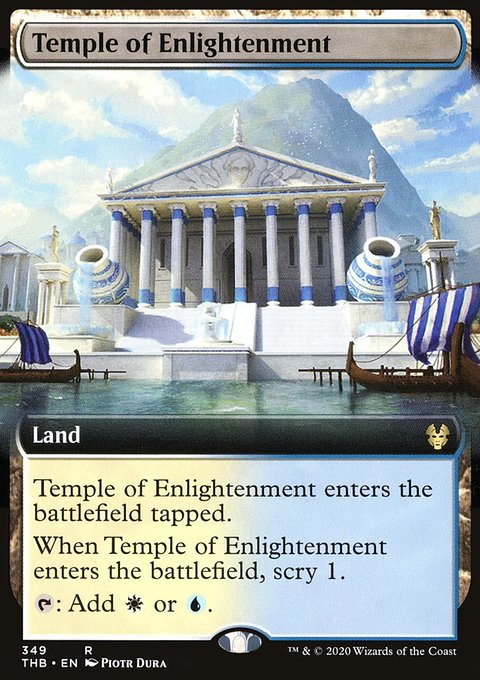 Temple of Enlightenment
Land
Temple of Enlightenment enters the
battlefield tapped.
When Temple of Enlightenment
enters the battlefield, scry 1.
: Add or .
349 R
THB • EN Piotr Dura
™ & © 2020 Wizards of the Coast